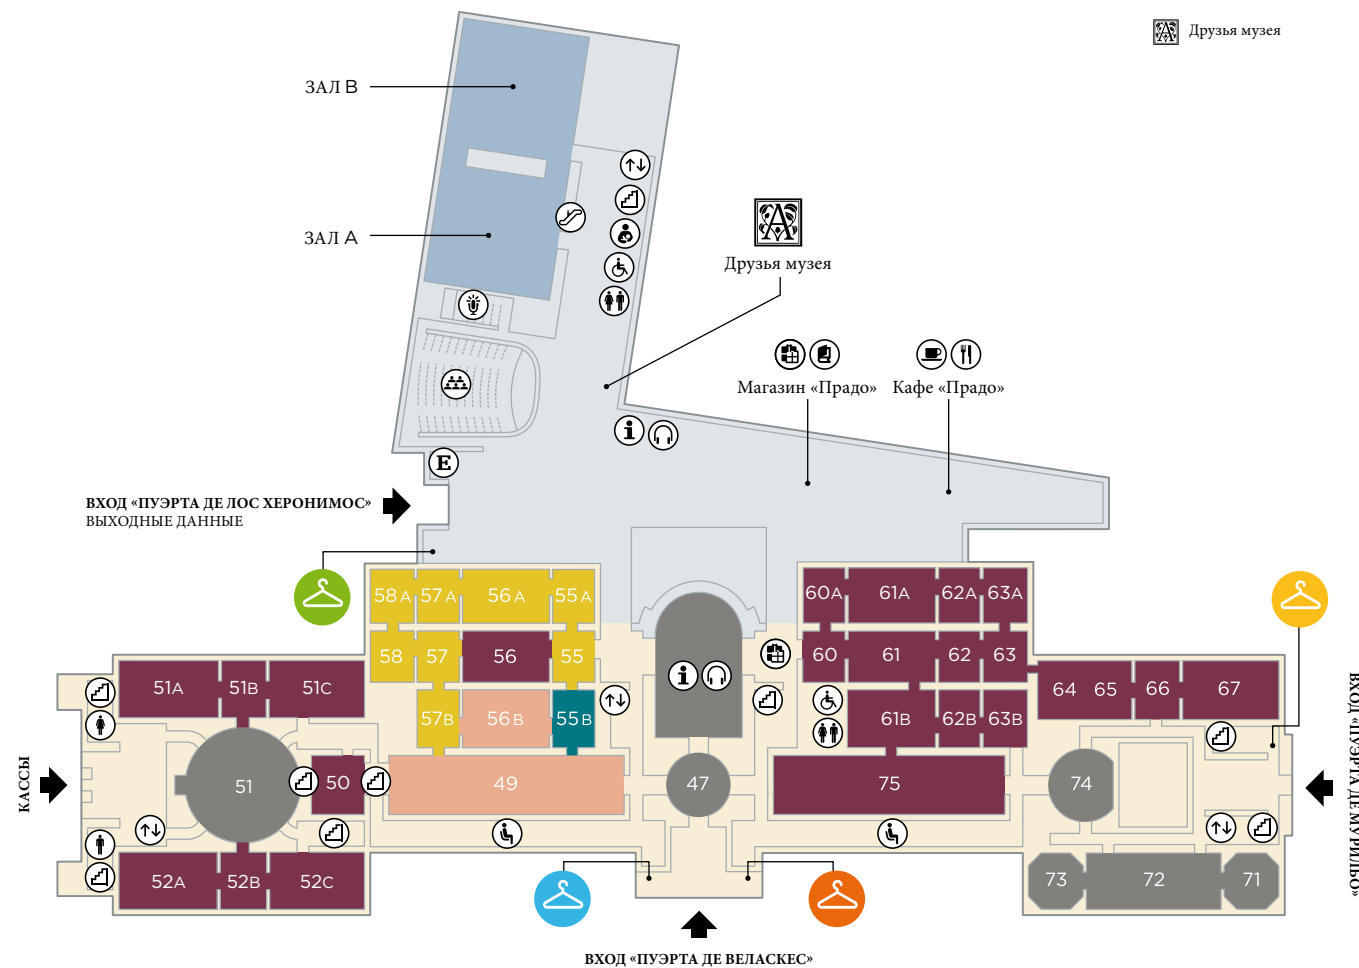 Друзья музея
ЗАЛ B
ЗАЛ A
Друзья музея
Магазин «Прадо»
Кафе «Прадо»
E
ВХОД «ПУЭРТА ДЕ ЛОС ХЕРОНИМОС»
ВЫХОДНЫЕ ДАННЫЕ
58A 57A 56A 55A
60A 61A 62A 63A
58 57 56 55
60 61 62 63
51A 51B 51C
64 65 66 67
57B 56B 55B
61B 62B 63B
КАССЫ
51 50 49 47 75 74
ВХОД «ПУЭРТА ДЕ МУРИЛЬО»
52A 52B 52C
73 72 71
ВХОД «ПУЭРТА ДЕ ВЕЛАСКЕС»